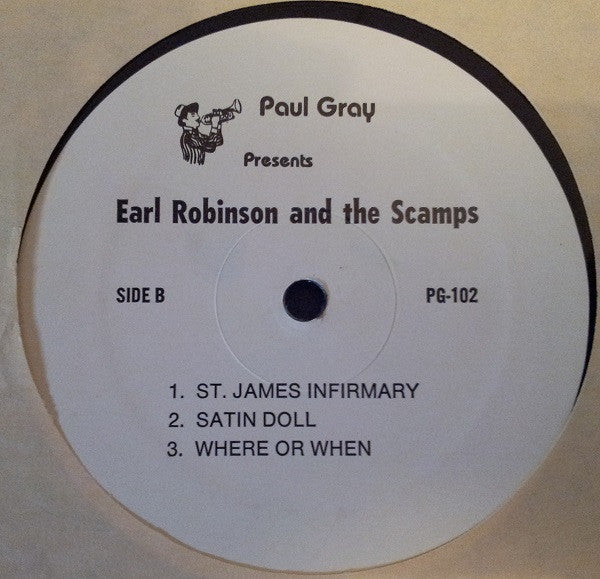 Paul Gray
Presents
Earl Robinson and the Scamps
SIDE B PG-102
1. ST. JAMES INFIRMARY
2. SATIN DOLL
3. WHERE OR WHEN